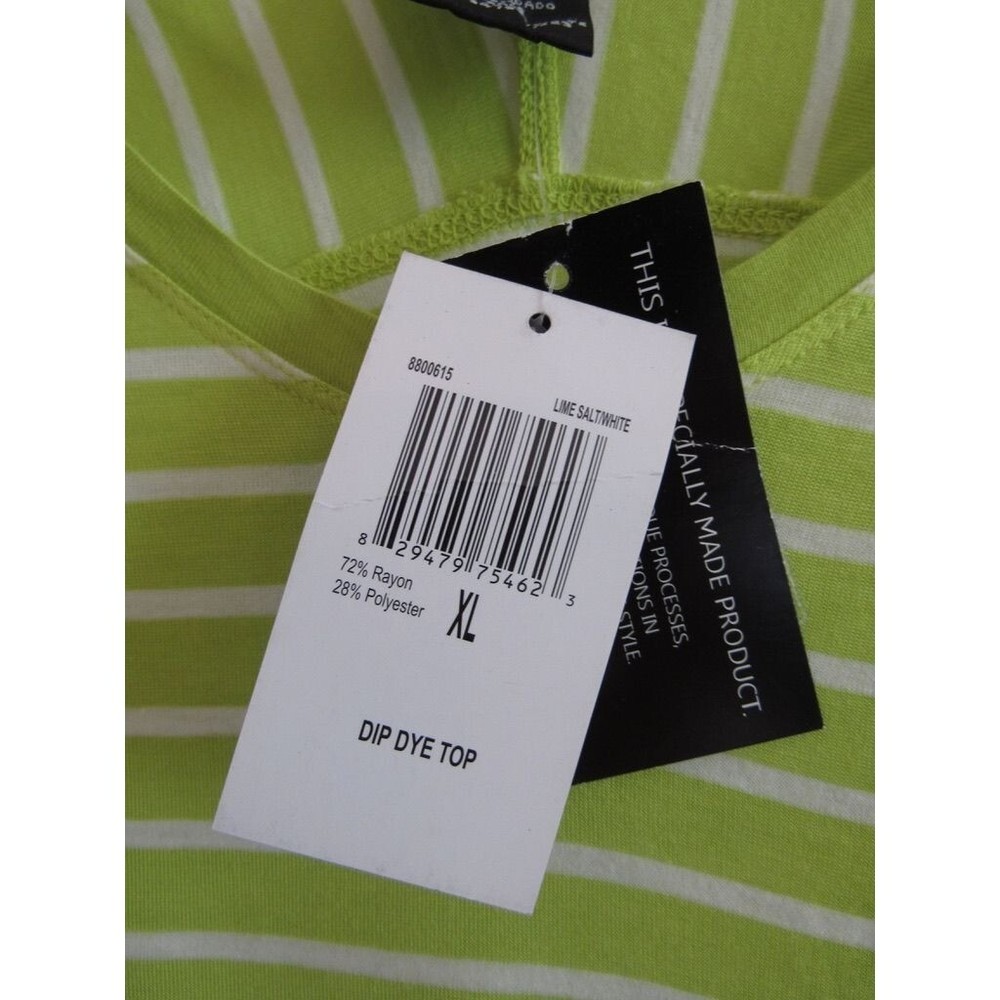 8800615
LIME SALT/WHITE
8 29479 75462 3
72% Rayon
28% Polyester
XL
DIP DYE TOP
THIS
ECIALLY MADE PRODUCT.
UE PROCESSES,
IONS IN
STYLE.